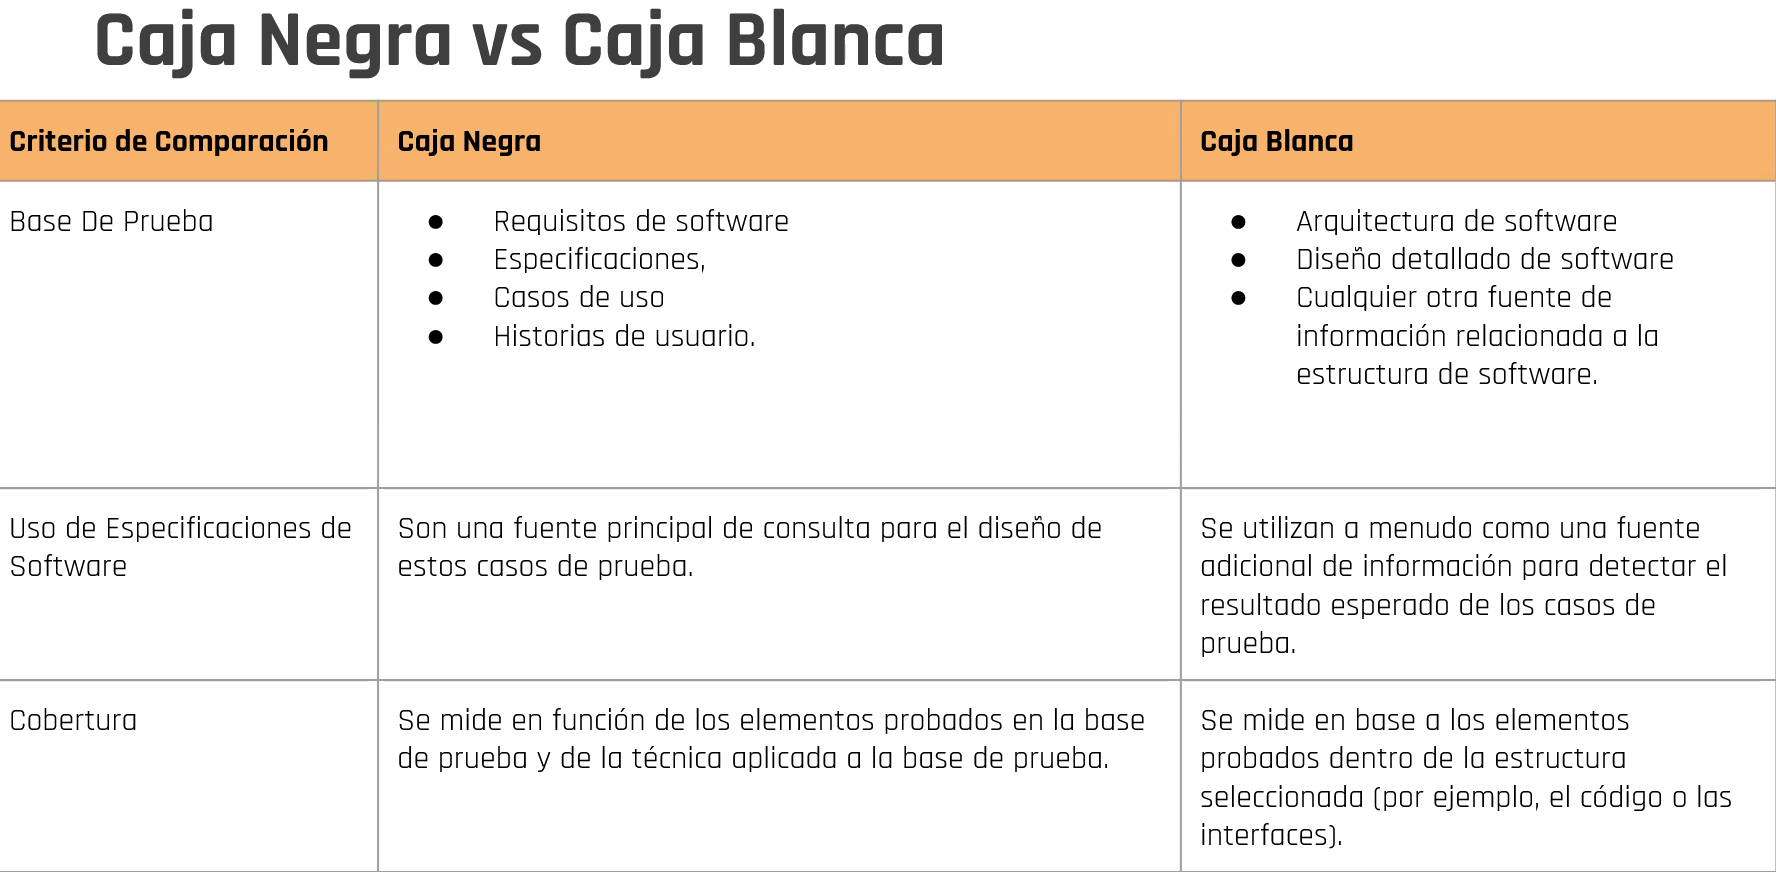 Caja Negra vs Caja Blanca
Criterio de Comparación
Caja Negra
Caja Blanca
Base De Prueba
● Requisitos de software
● Especificaciones,
● Casos de uso
● Historias de usuario.
● Arquitectura de software
● Diseño detallado de software
● Cualquier otra fuente de
información relacionada a la
estructura de software.
Uso de Especificaciones de
Software
Son una fuente principal de consulta para el diseño de
estos casos de prueba.
Se utilizan a menudo como una fuente
adicional de información para detectar el
resultado esperado de los casos de
prueba.
Cobertura
Se mide en función de los elementos probados en la base
de prueba y de la técnica aplicada a la base de prueba.
Se mide en base a los elementos
probados dentro de la estructura
seleccionada (por ejemplo, el código o las
interfaces).